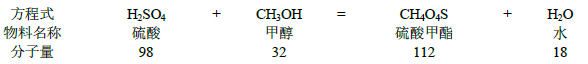 方程式 H₂SO₄ + CH₃OH = CH₄O₄S + H₂O
物料名称 硫酸 甲醇 硫酸甲酯 水
分子量 98 32 112 18